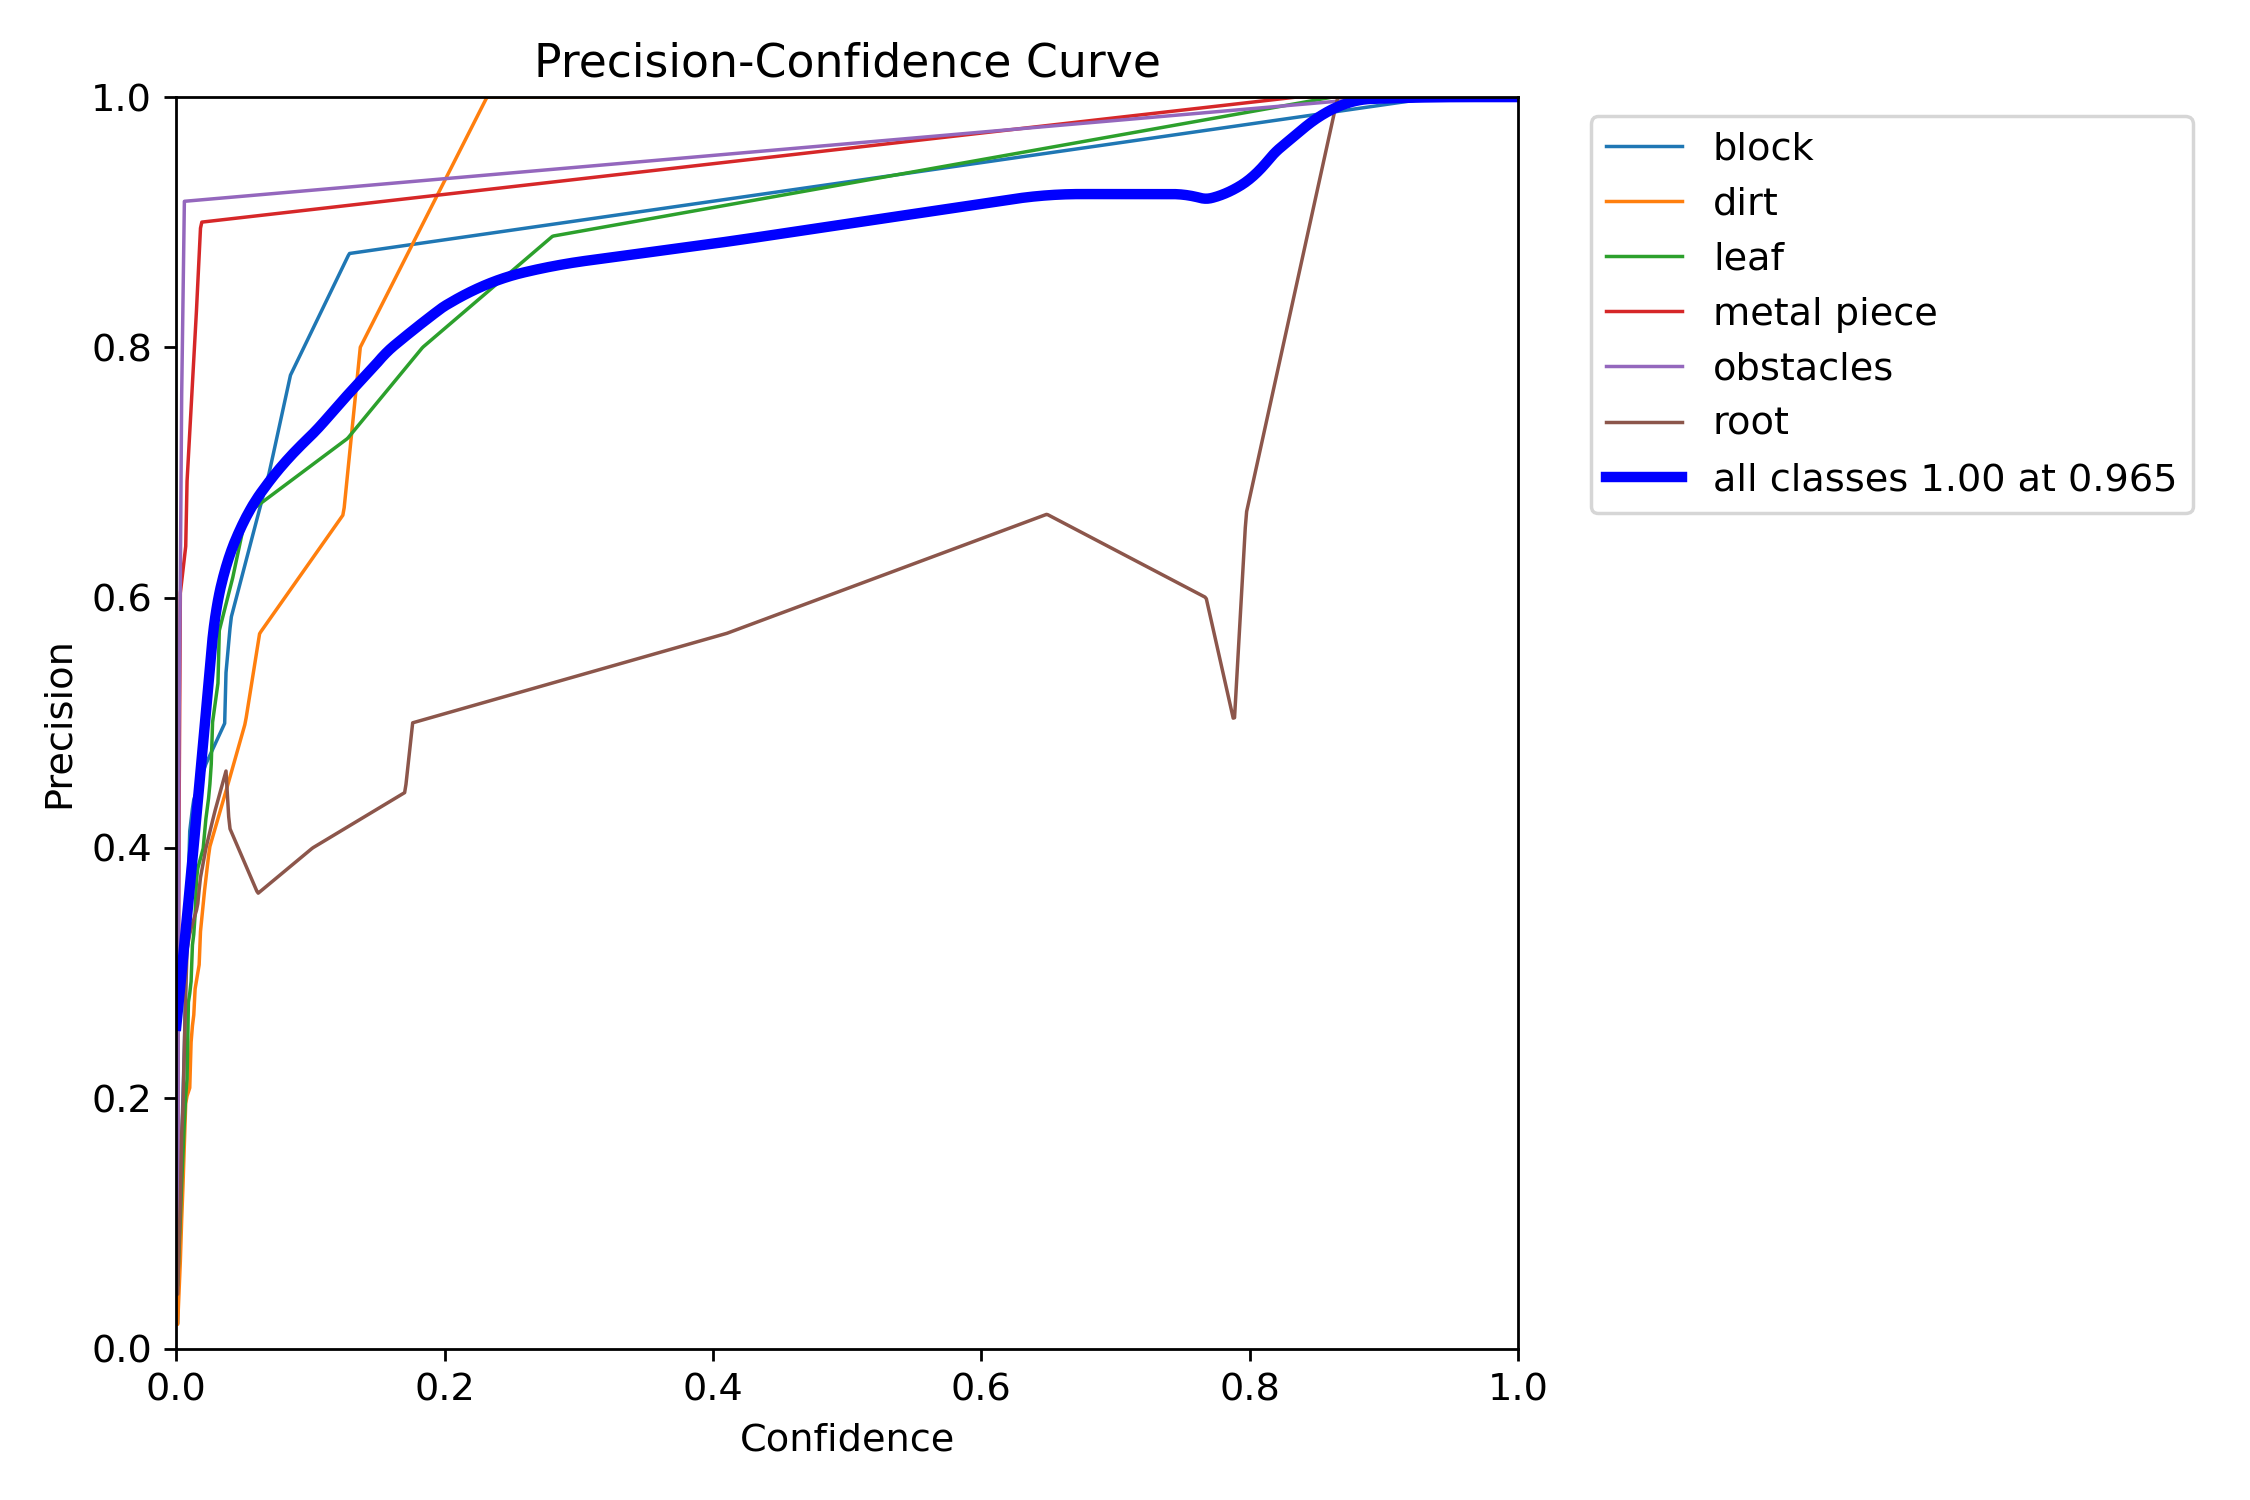 Precision-Confidence Curve
1.0
0.8
0.6
0.4
0.2
0.0
Precision
0.0 0.2 0.4 0.6 0.8 1.0
Confidence
block
dirt
leaf
metal piece
obstacles
root
all classes 1.00 at 0.965